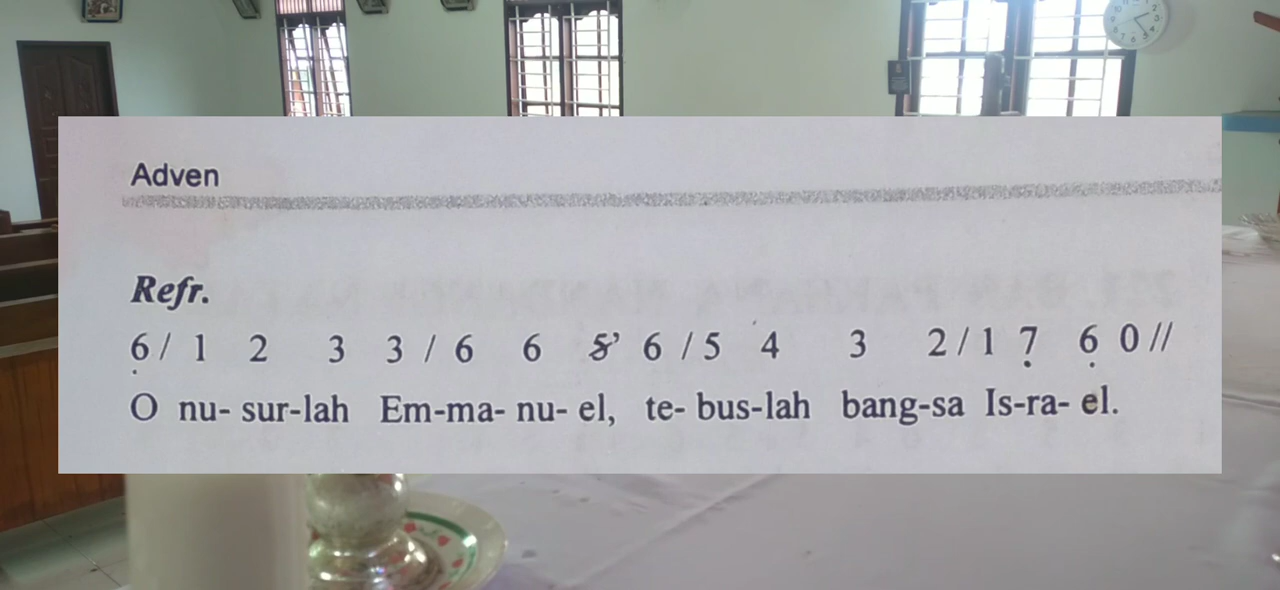 Adven
Refr.
6̣ / 1 2 3 3 / 6 6 5̸’ 6 / 5 4 3 2 / 1 7̣ 6̣ 0 //
O nu- sur-lah Em-ma- nu- el, te- bus-lah bang-sa Is-ra- el.